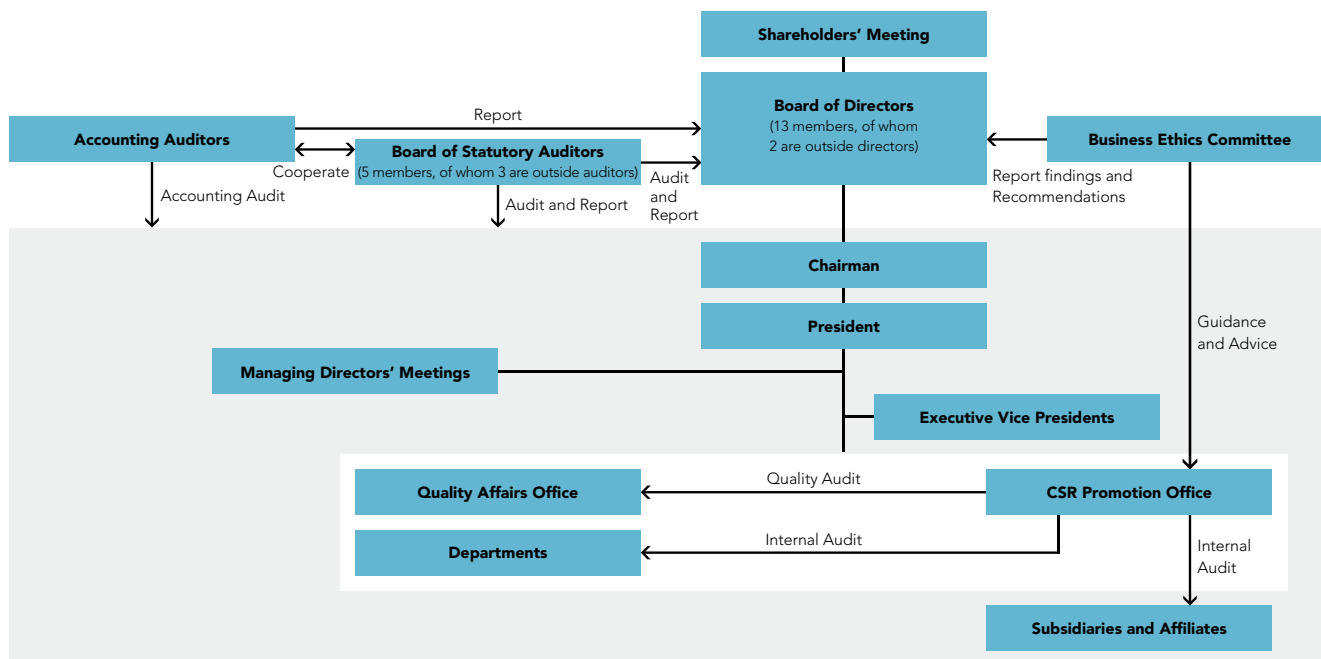 Shareholders’ Meeting
Board of Directors
(13 members, of whom
2 are outside directors)
Report
Accounting Auditors
Business Ethics Committee
Board of Statutory Auditors
(5 members, of whom 3 are outside auditors)
Cooperate
Audit
and
Report
Report findings and
Recommendations
Accounting Audit
Audit and Report
Chairman
President
Guidance
and Advice
Managing Directors’ Meetings
Executive Vice Presidents
Quality Affairs Office
Quality Audit
CSR Promotion Office
Departments
Internal Audit
Internal
Audit
Subsidiaries and Affiliates